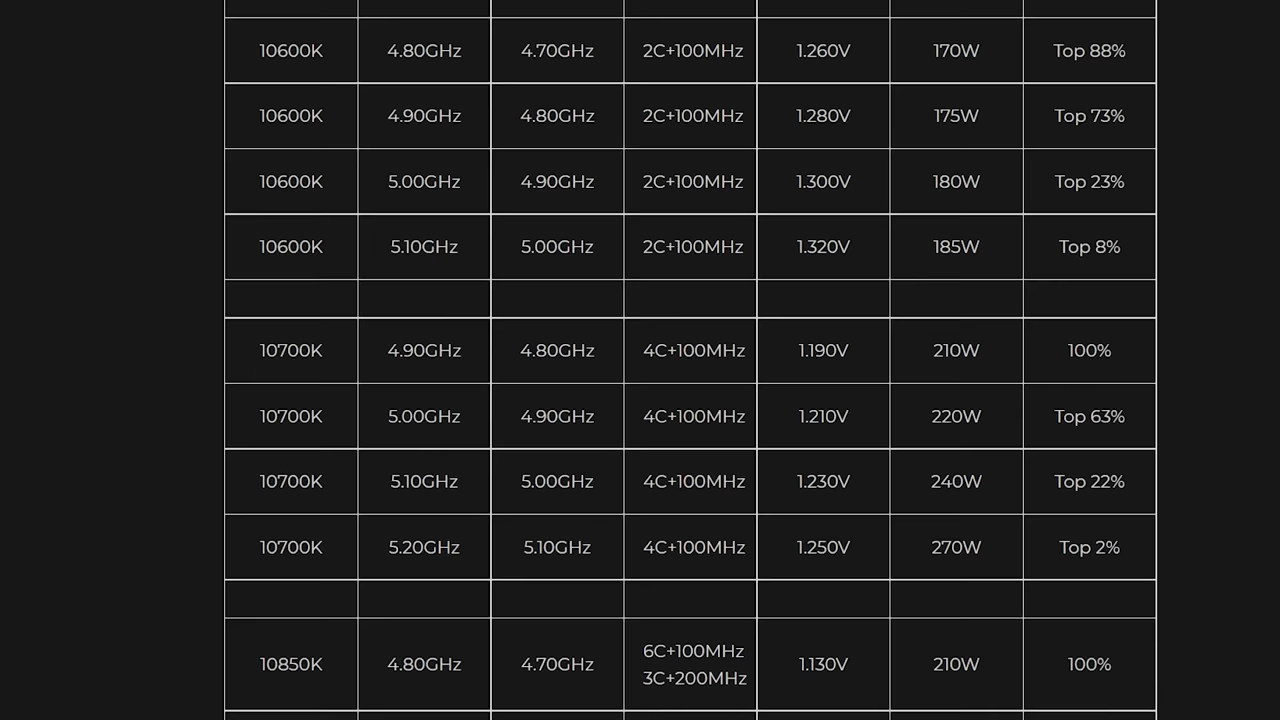 10600K 4.80GHz 4.70GHz 2C+100MHz 1.260V 170W Top 88%
10600K 4.90GHz 4.80GHz 2C+100MHz 1.280V 175W Top 73%
10600K 5.00GHz 4.90GHz 2C+100MHz 1.300V 180W Top 23%
10600K 5.10GHz 5.00GHz 2C+100MHz 1.320V 185W Top 8%
10700K 4.90GHz 4.80GHz 4C+100MHz 1.190V 210W 100%
10700K 5.00GHz 4.90GHz 4C+100MHz 1.210V 220W Top 63%
10700K 5.10GHz 5.00GHz 4C+100MHz 1.230V 240W Top 22%
10700K 5.20GHz 5.10GHz 4C+100MHz 1.250V 270W Top 2%
10850K 4.80GHz 4.70GHz 6C+100MHz 1.130V 210W 100%
3C+200MHz